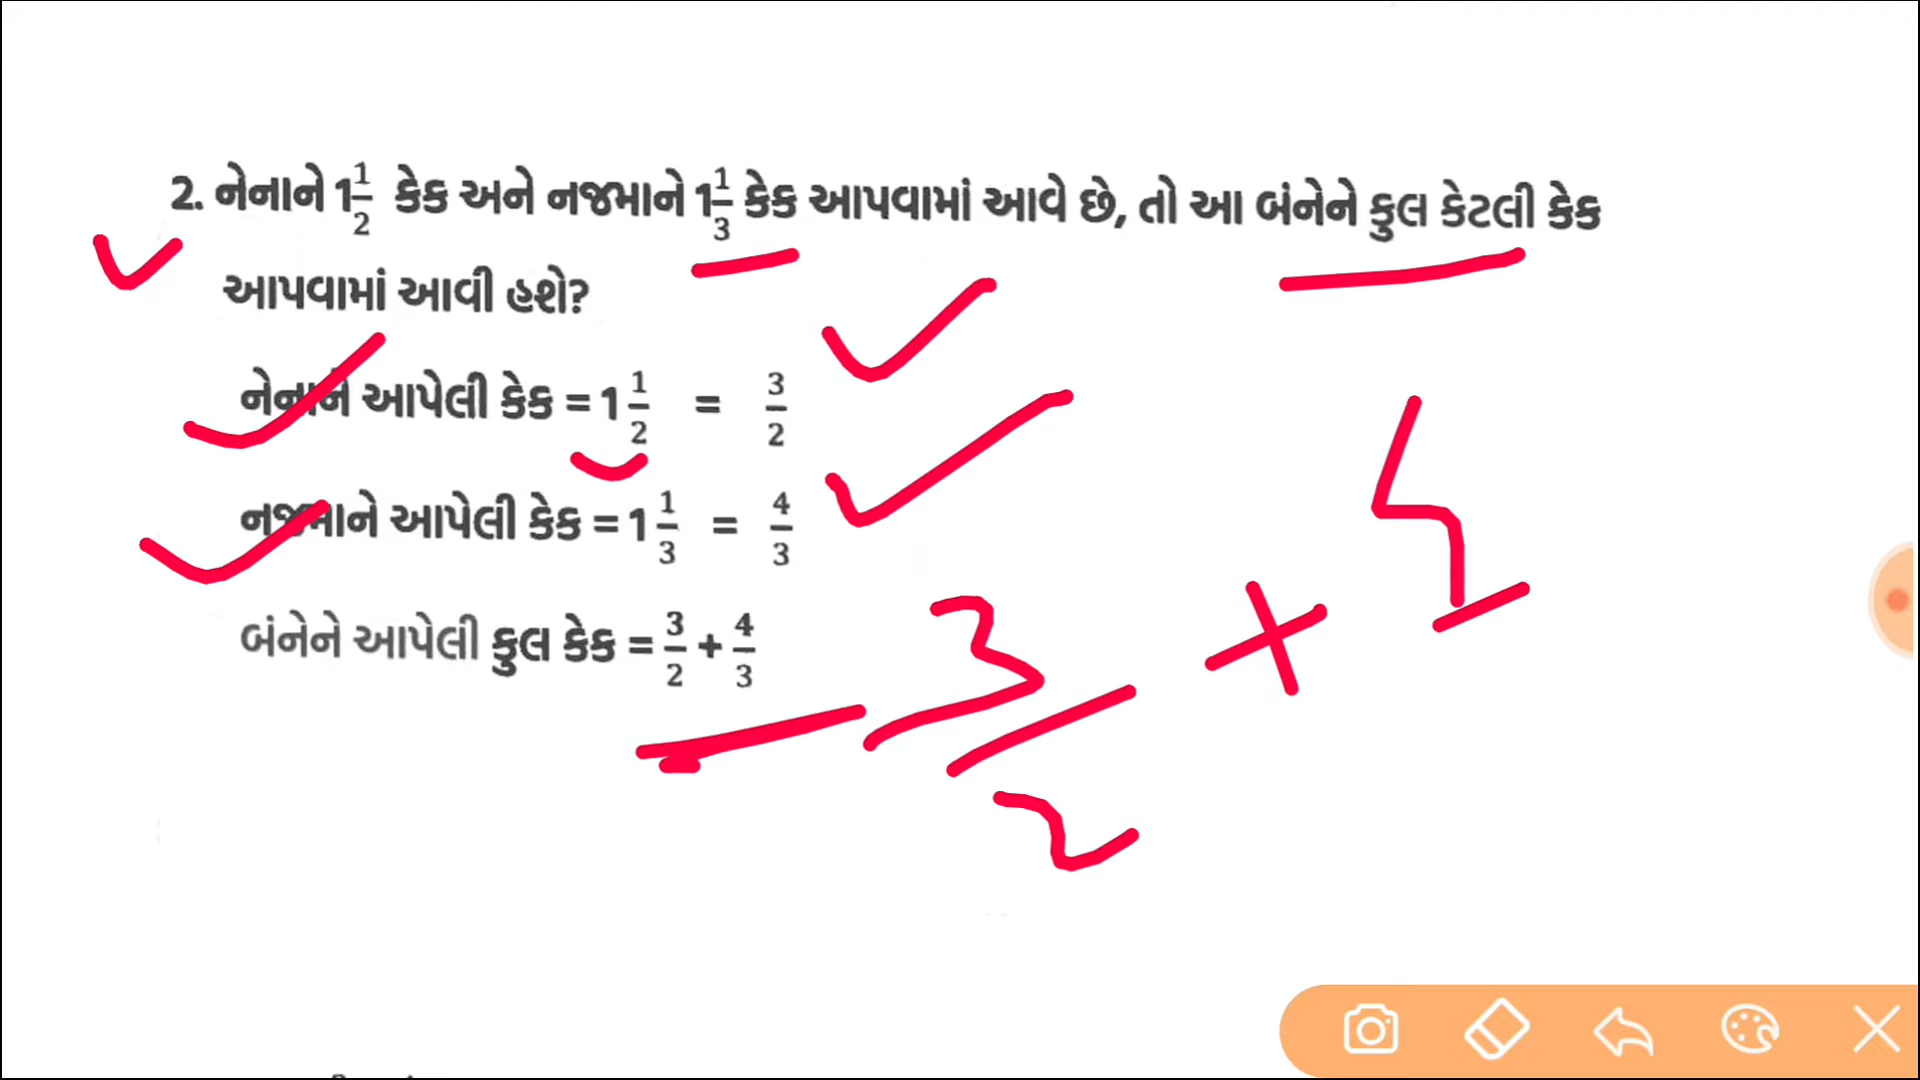 2. નેનાને 1 1/2 કેક અને નજમાને 1 1/3 કેક આપવામાં આવે છે, તો આ બંનેને કુલ કેટલી કેક
આપવામાં આવી હશે?
નેનાને આપેલી કેક = 1 1/2 = 3/2
નજમાને આપેલી કેક = 1 1/3 = 4/3
બંનેને આપેલી કુલ કેક = 3/2 + 4/3
3/2 +